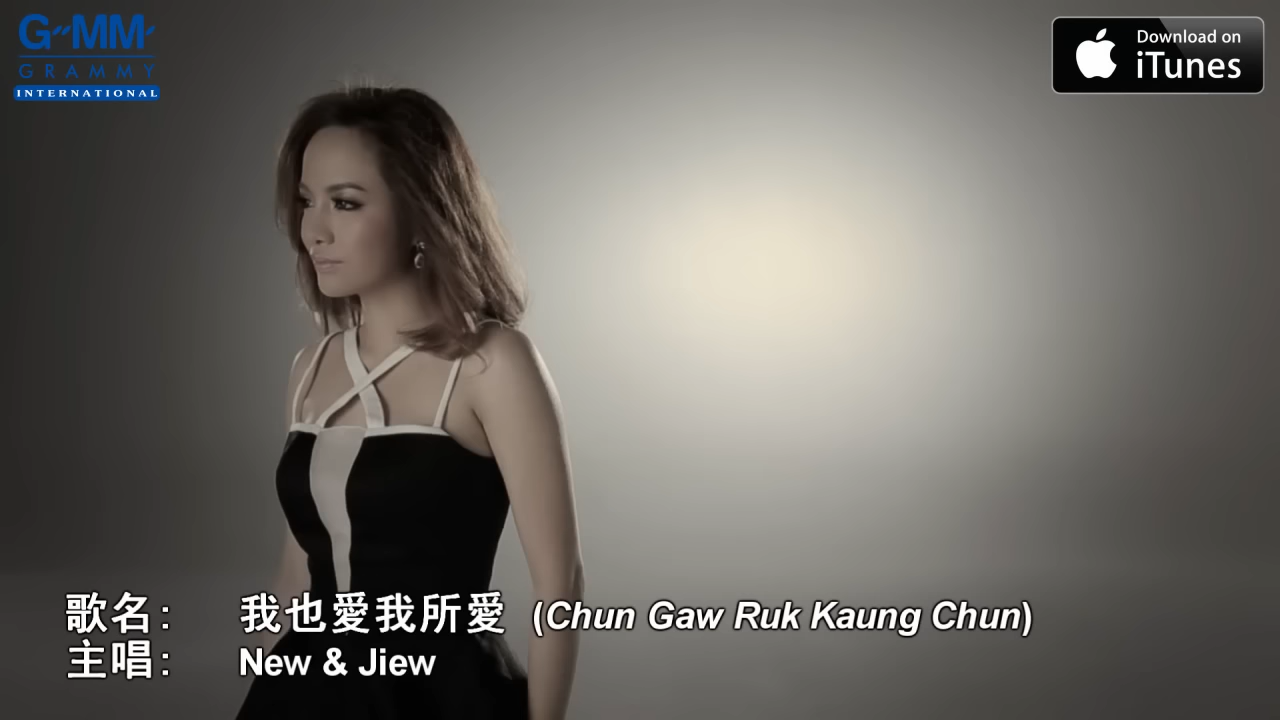 G"MM'
GRAMMY
INTERNATIONAL
Download on
iTunes
歌名： 我也愛我所愛 (Chun Gaw Ruk Kaung Chun)
主唱： New & Jiew